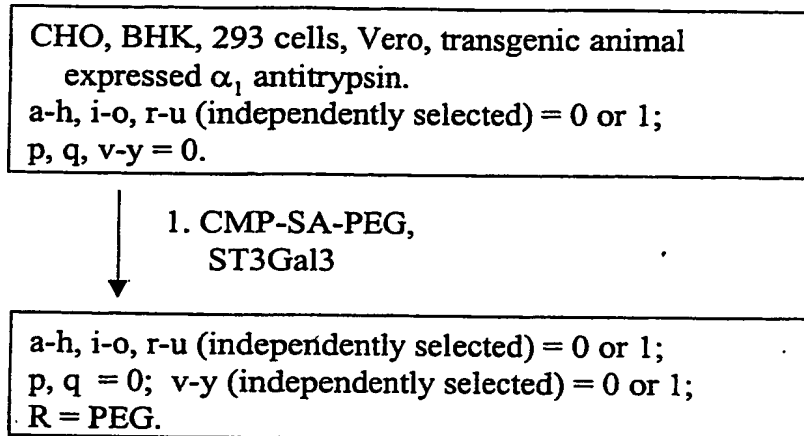 CHO, BHK, 293 cells, Vero, transgenic animal
expressed α₁ antitrypsin.
a-h, i-o, r-u (independently selected) = 0 or 1;
p, q, v-y = 0.
1. CMP-SA-PEG,
ST3Gal3
a-h, i-o, r-u (independently selected) = 0 or 1;
p, q = 0; v-y (independently selected) = 0 or 1;
R = PEG.